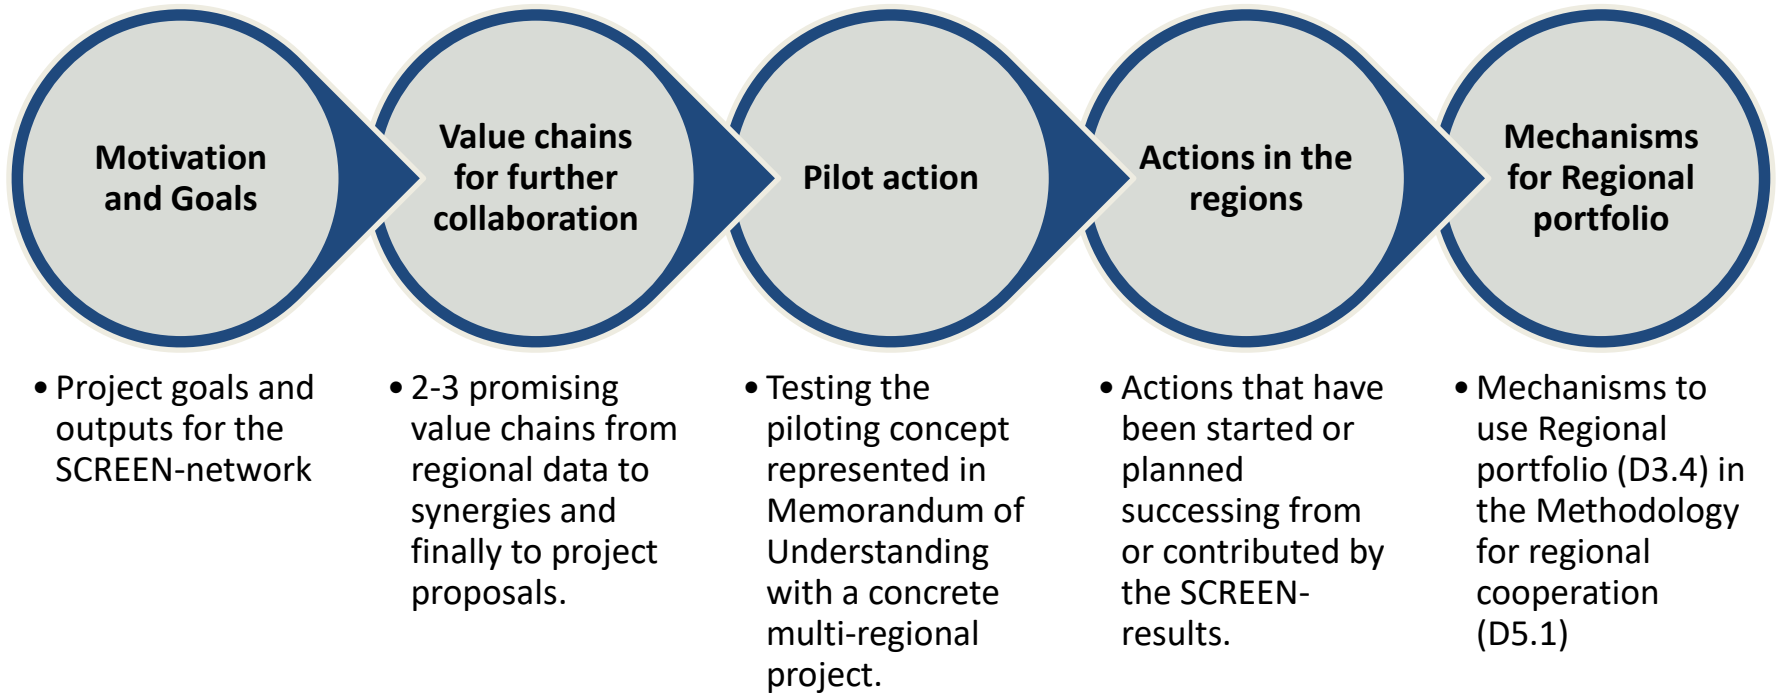 Motivation
and Goals
Value chains
for further
collaboration
Pilot action
Actions in the
regions
Mechanisms
for Regional
portfolio
• Project goals and
outputs for the
SCREEN-network
• 2-3 promising
value chains from
regional data to
synergies and
finally to project
proposals.
• Testing the
piloting concept
represented in
Memorandum of
Understanding
with a concrete
multi-regional
project.
• Actions that have
been started or
planned
successing from
or contributed by
the SCREEN-
results.
• Mechanisms to
use Regional
portfolio (D3.4) in
the Methodology
for regional
cooperation
(D5.1)